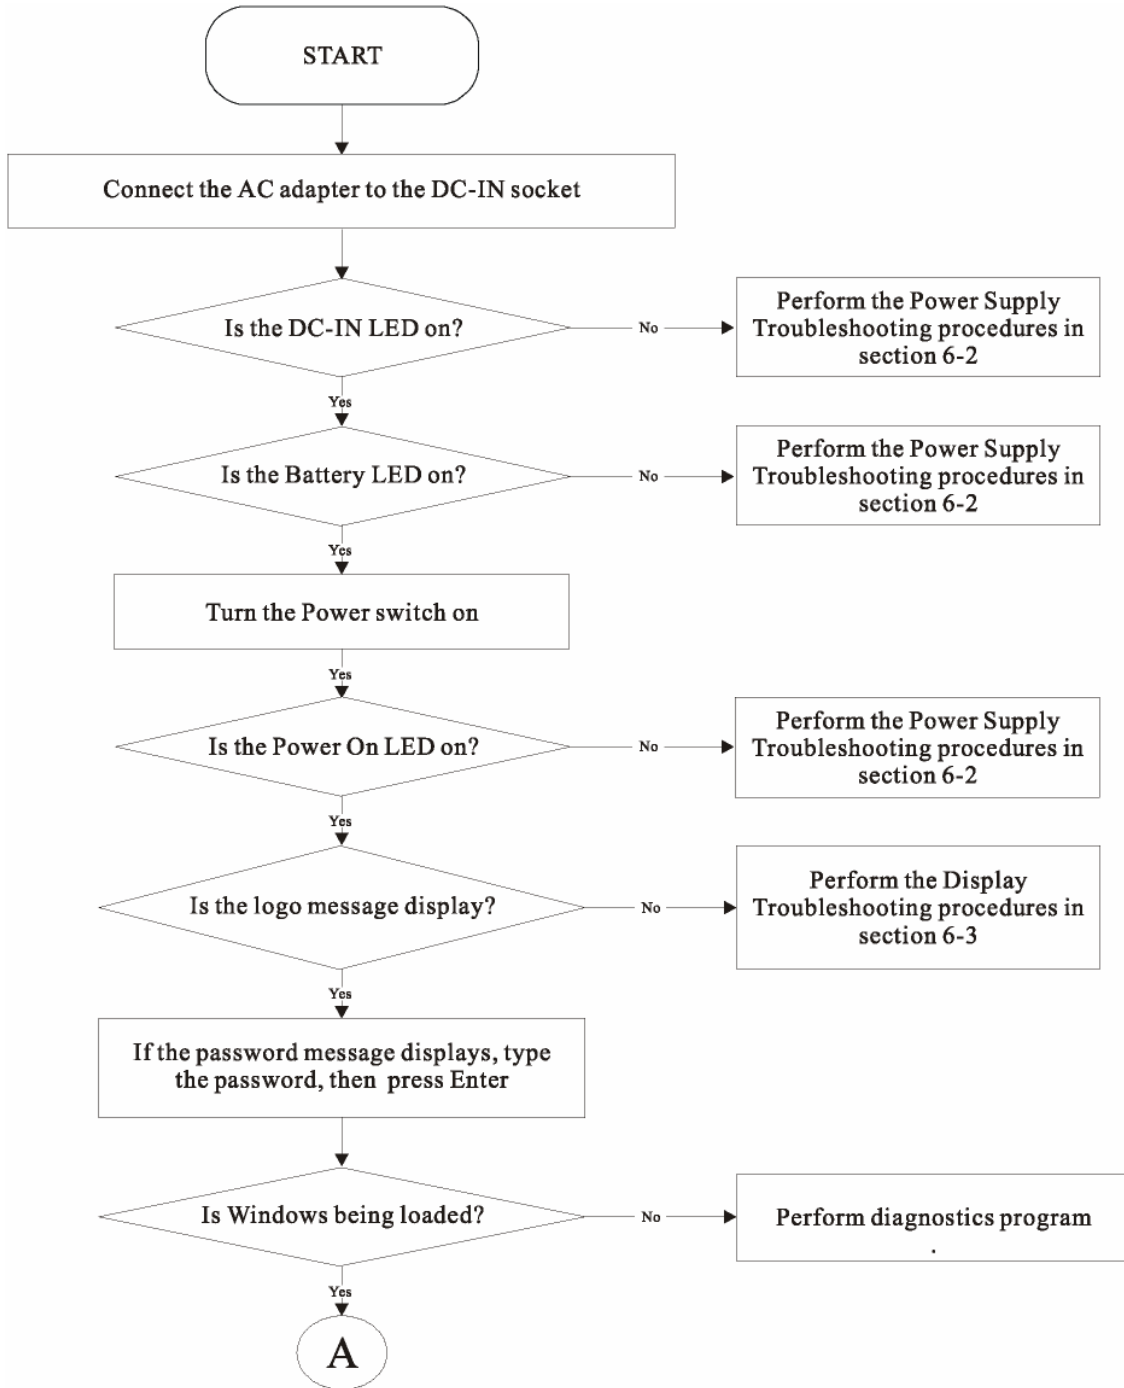 START
Connect the AC adapter to the DC-IN socket
Is the DC-IN LED on?
No
Perform the Power Supply
Troubleshooting procedures in
section 6-2
Yes
Is the Battery LED on?
No
Perform the Power Supply
Troubleshooting procedures in
section 6-2
Yes
Turn the Power switch on
Yes
Is the Power On LED on?
No
Perform the Power Supply
Troubleshooting procedures in
section 6-2
Yes
Is the logo message display?
No
Perform the Display
Troubleshooting procedures in
section 6-3
Yes
If the password message displays, type
the password, then press Enter
Is Windows being loaded?
No
Perform diagnostics program
.
Yes
A